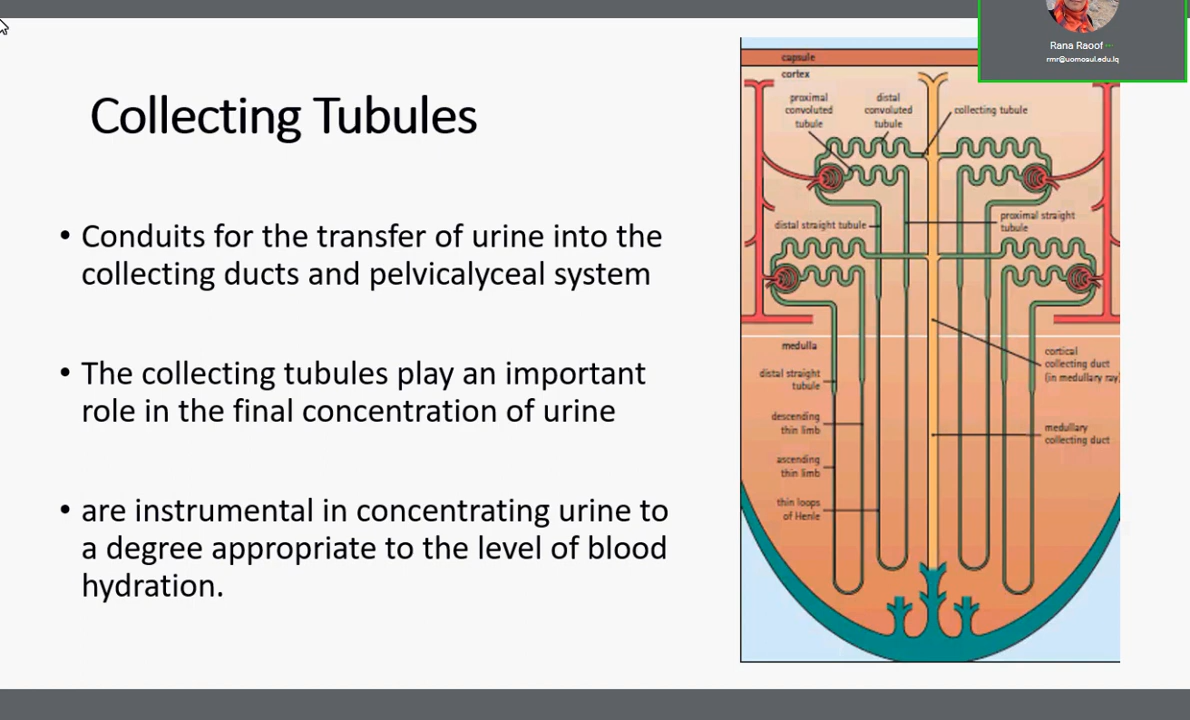 Rana Raoof
rmr@uomosul.edu.iq
Collecting Tubules
• Conduits for the transfer of urine into the
collecting ducts and pelvicalyceal system
• The collecting tubules play an important
role in the final concentration of urine
• are instrumental in concentrating urine to
a degree appropriate to the level of blood
hydration.
capsule
cortex
proximal
convoluted
tubule
distal
convoluted
tubule
collecting tubule
distal straight tubule
proximal straight
tubule
medulla
distal straight
tubule
descending
thin limb
ascending
thin limb
thin loops
of Henle
cortical
collecting duct
(in medullary ray)
medullary
collecting duct